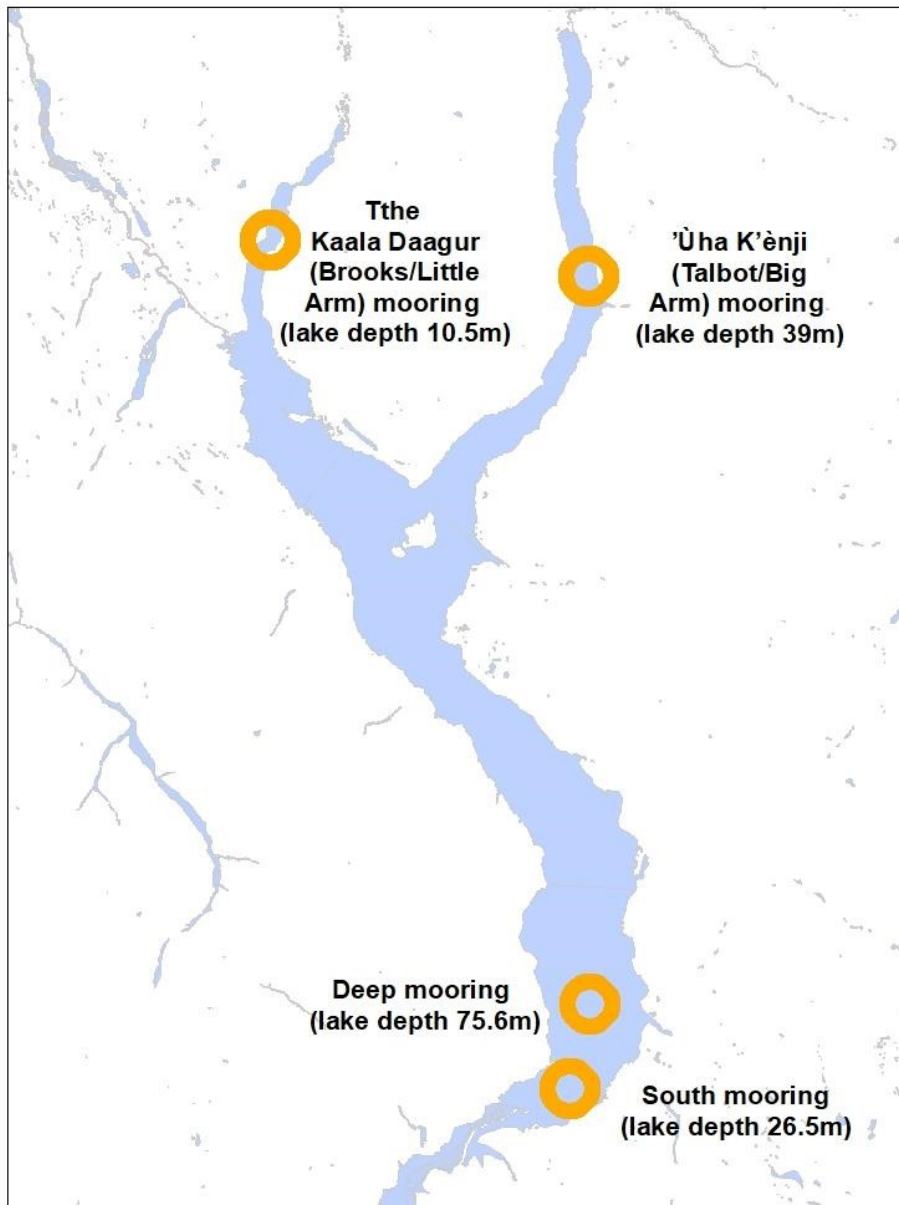 Tthe
Kaala Daagur
(Brooks/Little
Arm) mooring
(lake depth 10.5m)
’Ùha K’ènji
(Talbot/Big
Arm) mooring
(lake depth 39m)
Deep mooring
(lake depth 75.6m)
South mooring
(lake depth 26.5m)